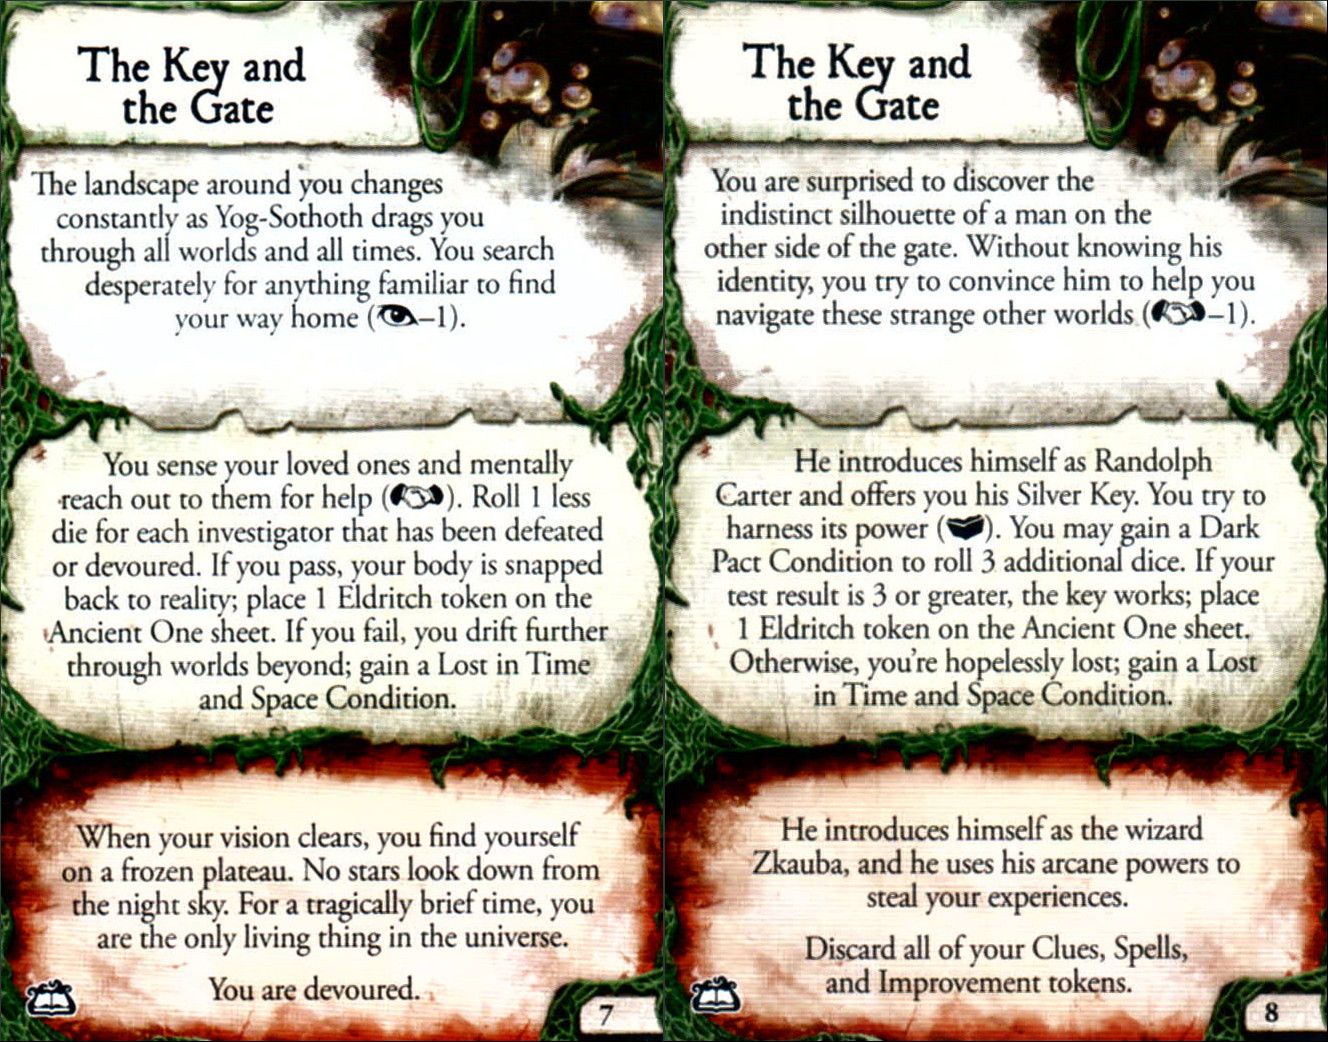 The Key and
the Gate
The landscape around you changes
constantly as Yog-Sothoth drags you
through all worlds and all times. You search
desperately for anything familiar to find
your way home (–1).
You sense your loved ones and mentally
reach out to them for help (). Roll 1 less
die for each investigator that has been defeated
or devoured. If you pass, your body is snapped
back to reality; place 1 Eldritch token on the
Ancient One sheet. If you fail, you drift further
through worlds beyond; gain a Lost in Time
and Space Condition.
When your vision clears, you find yourself
on a frozen plateau. No stars look down from
the night sky. For a tragically brief time, you
are the only living thing in the universe.
You are devoured.
7
The Key and
the Gate
You are surprised to discover the
indistinct silhouette of a man on the
other side of the gate. Without knowing his
identity, you try to convince him to help you
navigate these strange other worlds (–1).
He introduces himself as Randolph
Carter and offers you his Silver Key. You try to
harness its power (). You may gain a Dark
Pact Condition to roll 3 additional dice. If your
test result is 3 or greater, the key works; place
1 Eldritch token on the Ancient One sheet.
Otherwise, you're hopelessly lost; gain a Lost
in Time and Space Condition.
He introduces himself as the wizard
Zkauba, and he uses his arcane powers to
steal your experiences.
Discard all of your Clues, Spells,
and Improvement tokens.
8